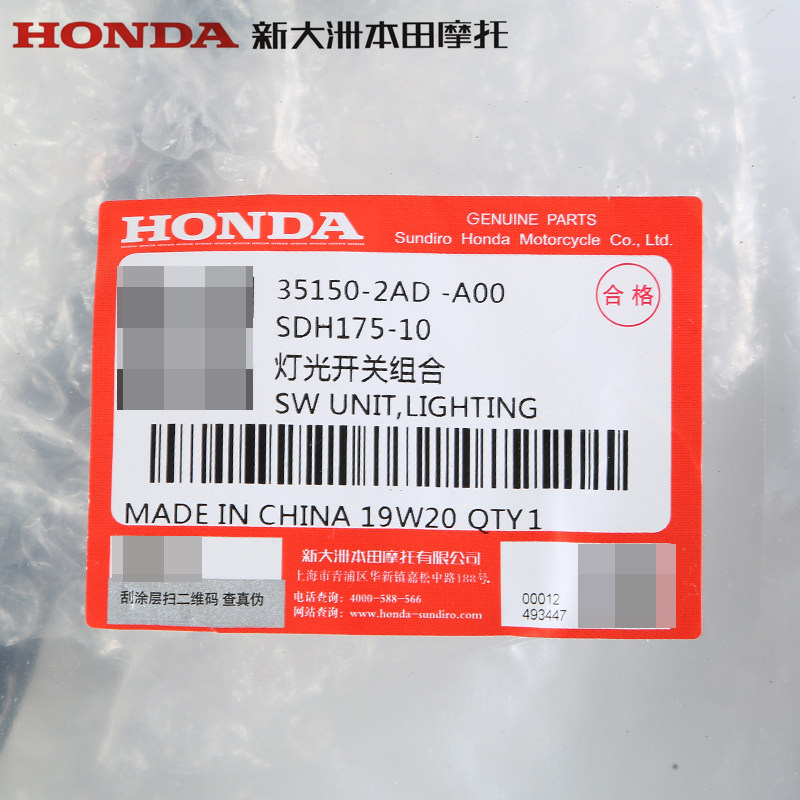 HONDA 新大洲本田摩托
HONDA
GENUINE PARTS
Sundiro Honda Motorcycle Co., Ltd.
35150-2AD -A00
合格
SDH175-10
灯光开关组合
SW UNIT,LIGHTING
MADE IN CHINA 19W20 QTY1
刮涂层扫二维码 查真伪
新大洲本田摩托有限公司
上海市青浦区华新镇嘉松中路188号
电话查询：4000-588-566
网站查询：www.honda-sundiro.com
00012
493447